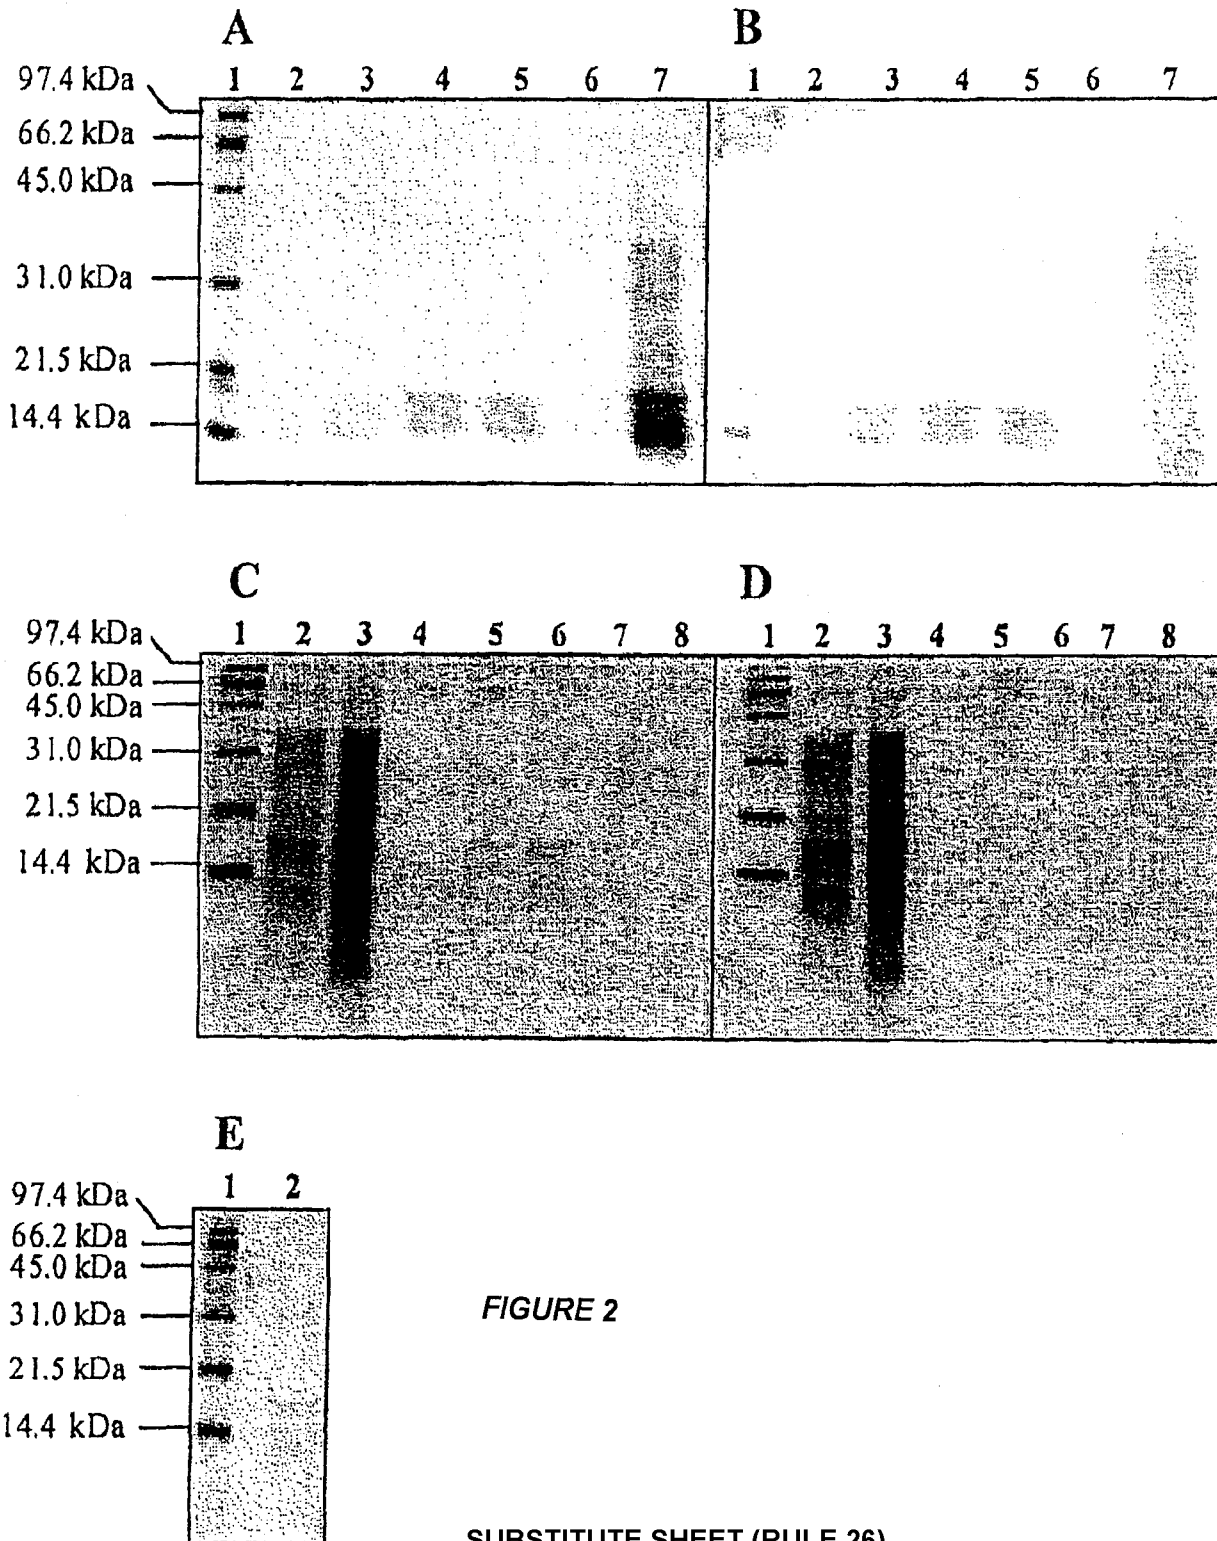 A B
97.4 kDa 1 2 3 4 5 6 7 1 2 3 4 5 6 7
66.2 kDa
45.0 kDa
31.0 kDa
21.5 kDa
14.4 kDa
C D
97.4 kDa 1 2 3 4 5 6 7 8 1 2 3 4 5 6 7 8
66.2 kDa
45.0 kDa
31.0 kDa
21.5 kDa
14.4 kDa
E
97.4 kDa 1 2
66.2 kDa
45.0 kDa
31.0 kDa
21.5 kDa
14.4 kDa
FIGURE 2
SUBSTITUTE SHEET (RULE 26)